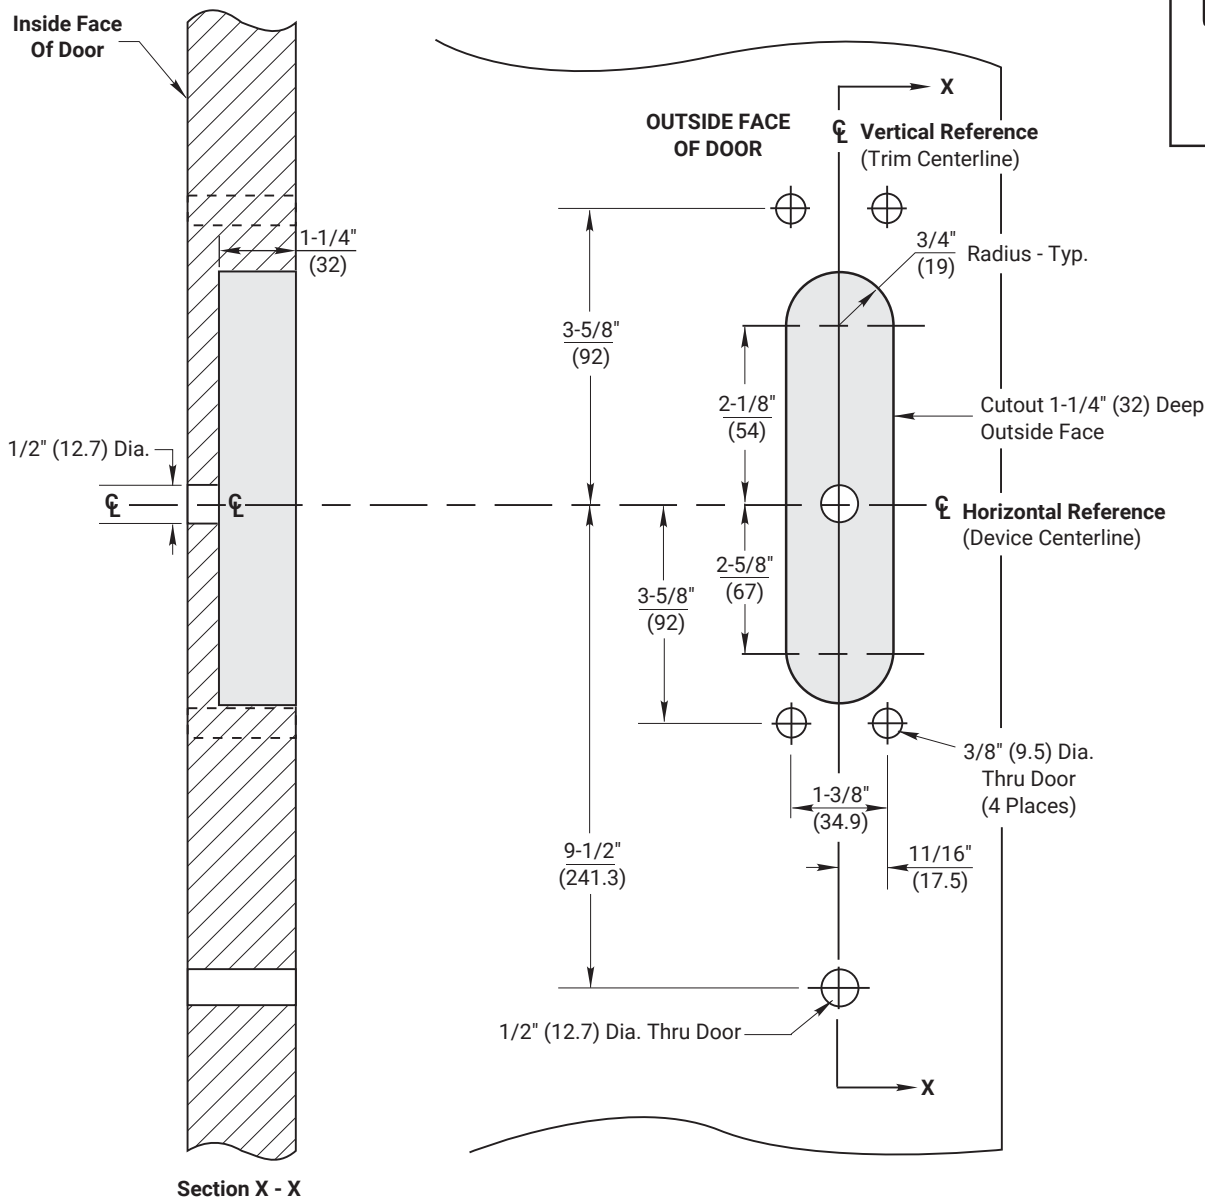 Inside Face
Of Door
OUTSIDE FACE
OF DOOR
X
℄ Vertical Reference
(Trim Centerline)
1-1/4"
(32)
3/4"
(19)
Radius - Typ.
3-5/8"
(92)
2-1/8"
(54)
Cutout 1-1/4" (32) Deep
Outside Face
1/2" (12.7) Dia.
℄
℄
℄ Horizontal Reference
(Device Centerline)
2-5/8"
(67)
3-5/8"
(92)
3/8" (9.5) Dia.
Thru Door
(4 Places)
1-3/8"
(34.9)
9-1/2"
(241.3)
11/16"
(17.5)
1/2" (12.7) Dia. Thru Door
X
Section X - X